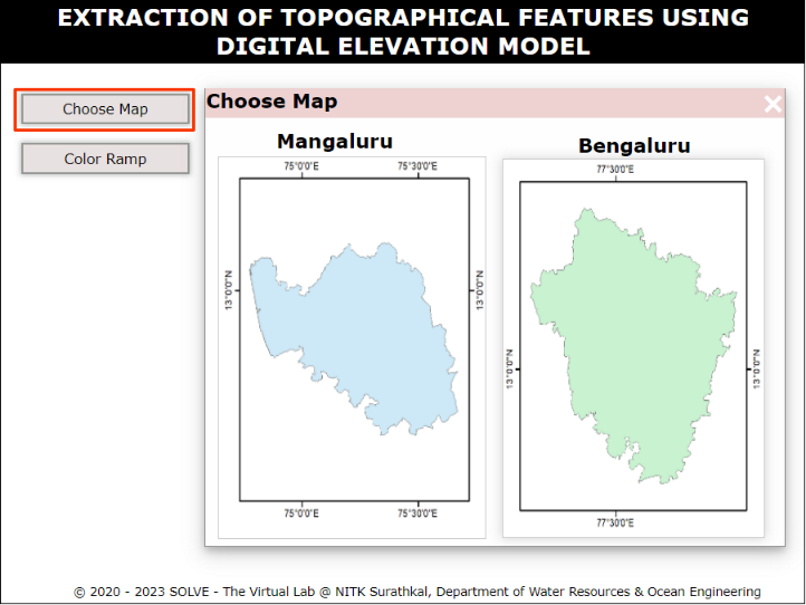 EXTRACTION OF TOPOGRAPHICAL FEATURES USING
DIGITAL ELEVATION MODEL
Choose Map
Color Ramp
Choose Map
Mangaluru
75°0'0"E
75°30'0"E
13°0'0"N
13°0'0"N
75°0'0"E
75°30'0"E
Bengaluru
77°30'0"E
13°0'0"N
13°0'0"N
77°30'0"E
© 2020 - 2023 SOLVE - The Virtual Lab @ NITK Surathkal, Department of Water Resources & Ocean Engineering